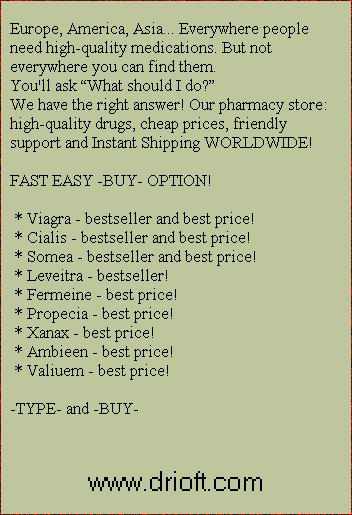 Europe, America, Asia... Everywhere people
need high-quality medications. But not
everywhere you can find them.
You'll ask “What should I do?”
We have the right answer! Our pharmacy store:
high-quality drugs, cheap prices, friendly
support and Instant Shipping WORLDWIDE!
FAST EASY -BUY- OPTION!
* Viagra - bestseller and best price!
* Cialis - bestseller and best price!
* Somea - bestseller and best price!
* Leveitra - bestseller!
* Fermeine - best price!
* Propecia - best price!
* Xanax - best price!
* Ambieen - best price!
* Valiuem - best price!
-TYPE- and -BUY-
www.drioft.com